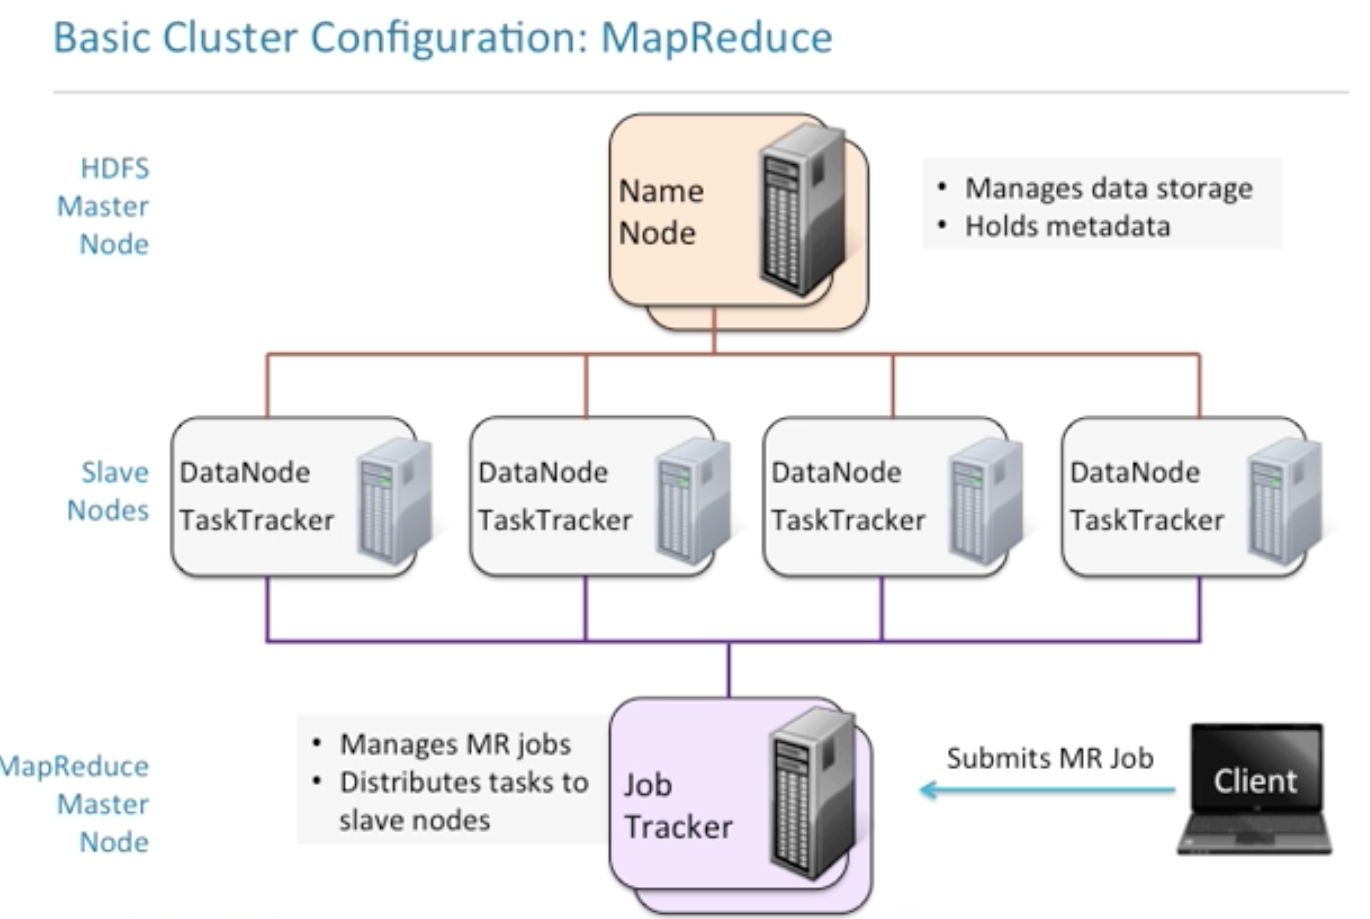 Basic Cluster Configuration: MapReduce
HDFS
Master
Node
Name
Node
• Manages data storage
• Holds metadata
Slave
Nodes
DataNode
TaskTracker
DataNode
TaskTracker
DataNode
TaskTracker
DataNode
TaskTracker
MapReduce
Master
Node
• Manages MR jobs
• Distributes tasks to
slave nodes
Job
Tracker
Submits MR Job
Client